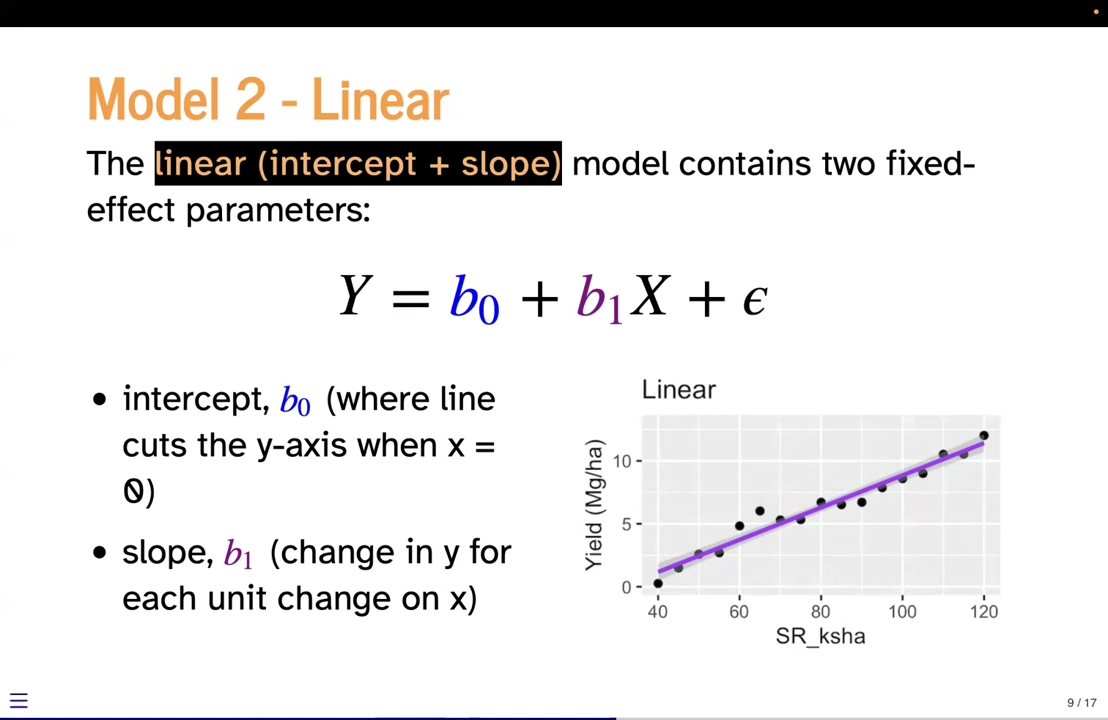 Model 2 - Linear
The linear (intercept + slope) model contains two fixed-
effect parameters:
Y = b₀ + b₁X + ϵ
• intercept, b₀ (where line
cuts the y-axis when x =
0)
• slope, b₁ (change in y for
each unit change on x)
Linear
Yield (Mg/ha)
10
5
0
40 60 80 100 120
SR_ksha
9 / 17